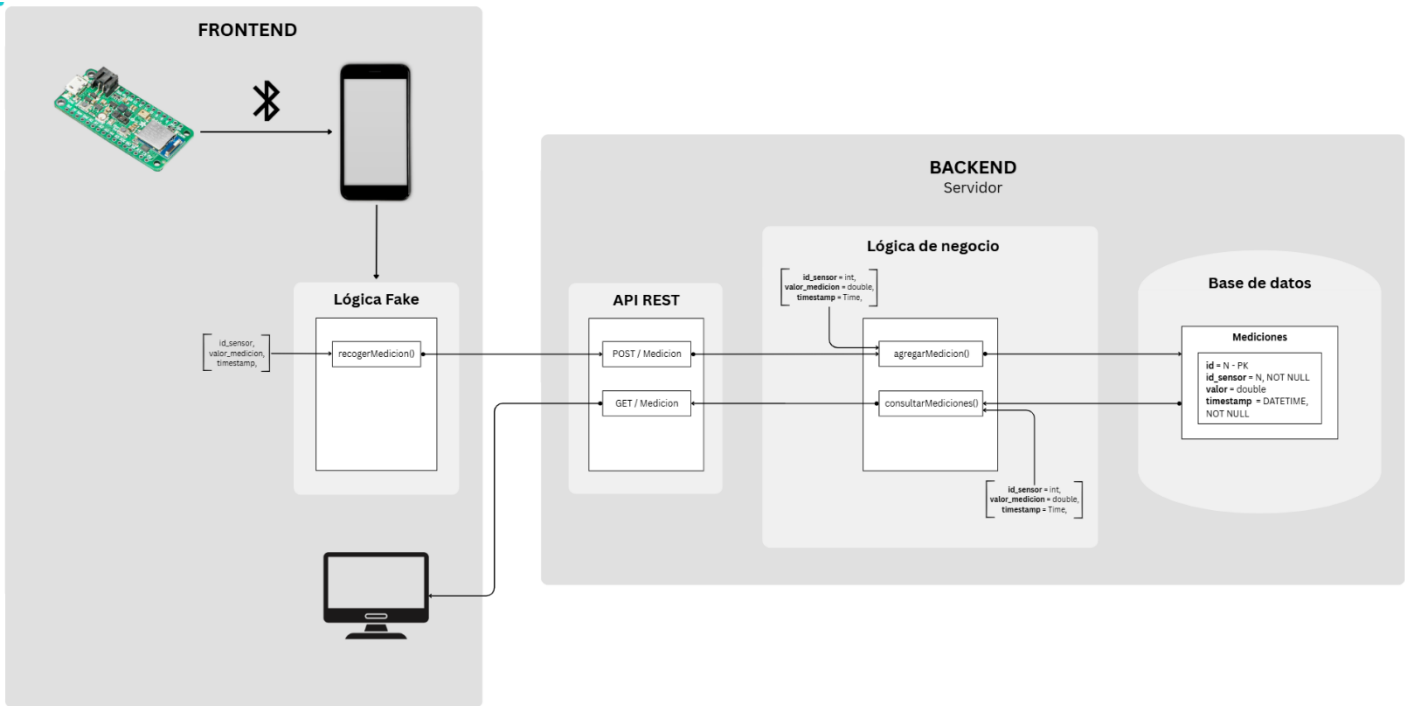 FRONTEND
BACKEND
Servidor
Lógica de negocio
id_sensor = int,
valor_medicion = double,
timestamp = Time,
Base de datos
Lógica Fake
API REST
id_sensor,
valor_medicion,
timestamp,
recogerMedicion()
POST / Medicion
agregarMedicion()
Mediciones
id = N - PK
id_sensor = N, NOT NULL
valor = double
timestamp = DATETIME,
NOT NULL
GET / Medicion
consultarMediciones()
id_sensor = int,
valor_medicion = double,
timestamp = Time,